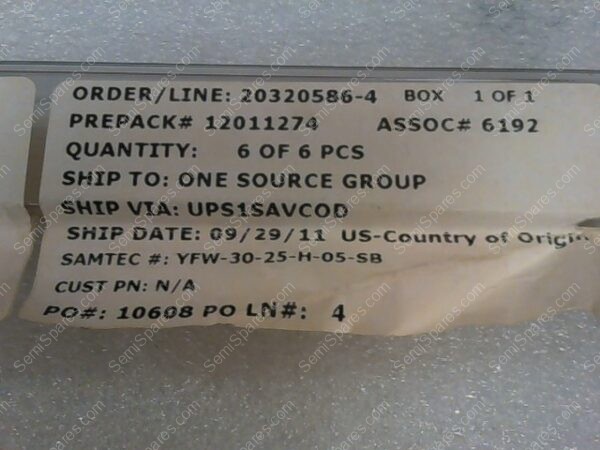 ORDER/LINE: 20320586-4 BOX 1 OF 1
PREPACK# 12011274 ASSOC# 6192
QUANTITY: 6 OF 6 PCS
SHIP TO: ONE SOURCE GROUP
SHIP VIA: UPS1SAVCOD
SHIP DATE: 09/29/11 US-Country of Origin
SAMTEC #: YFW-30-25-H-05-SB
CUST PN: N/A
PO#: 10608 PO LN#: 4
SemiSpares.com